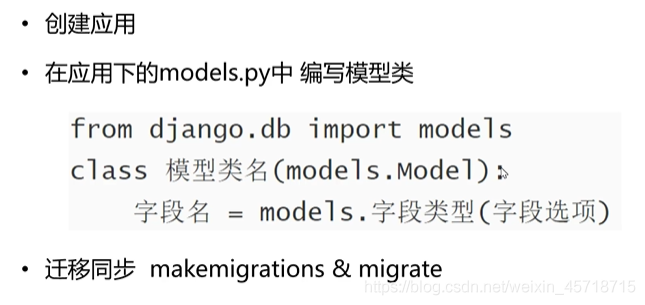 • 创建应用
• 在应用下的models.py中 编写模型类
from django.db import models
class 模型类名(models.Model):
字段名 = models.字段类型(字段选项)
• 迁移同步 makemigrations & migrate
https://blog.csdn.net/weixin_45718715